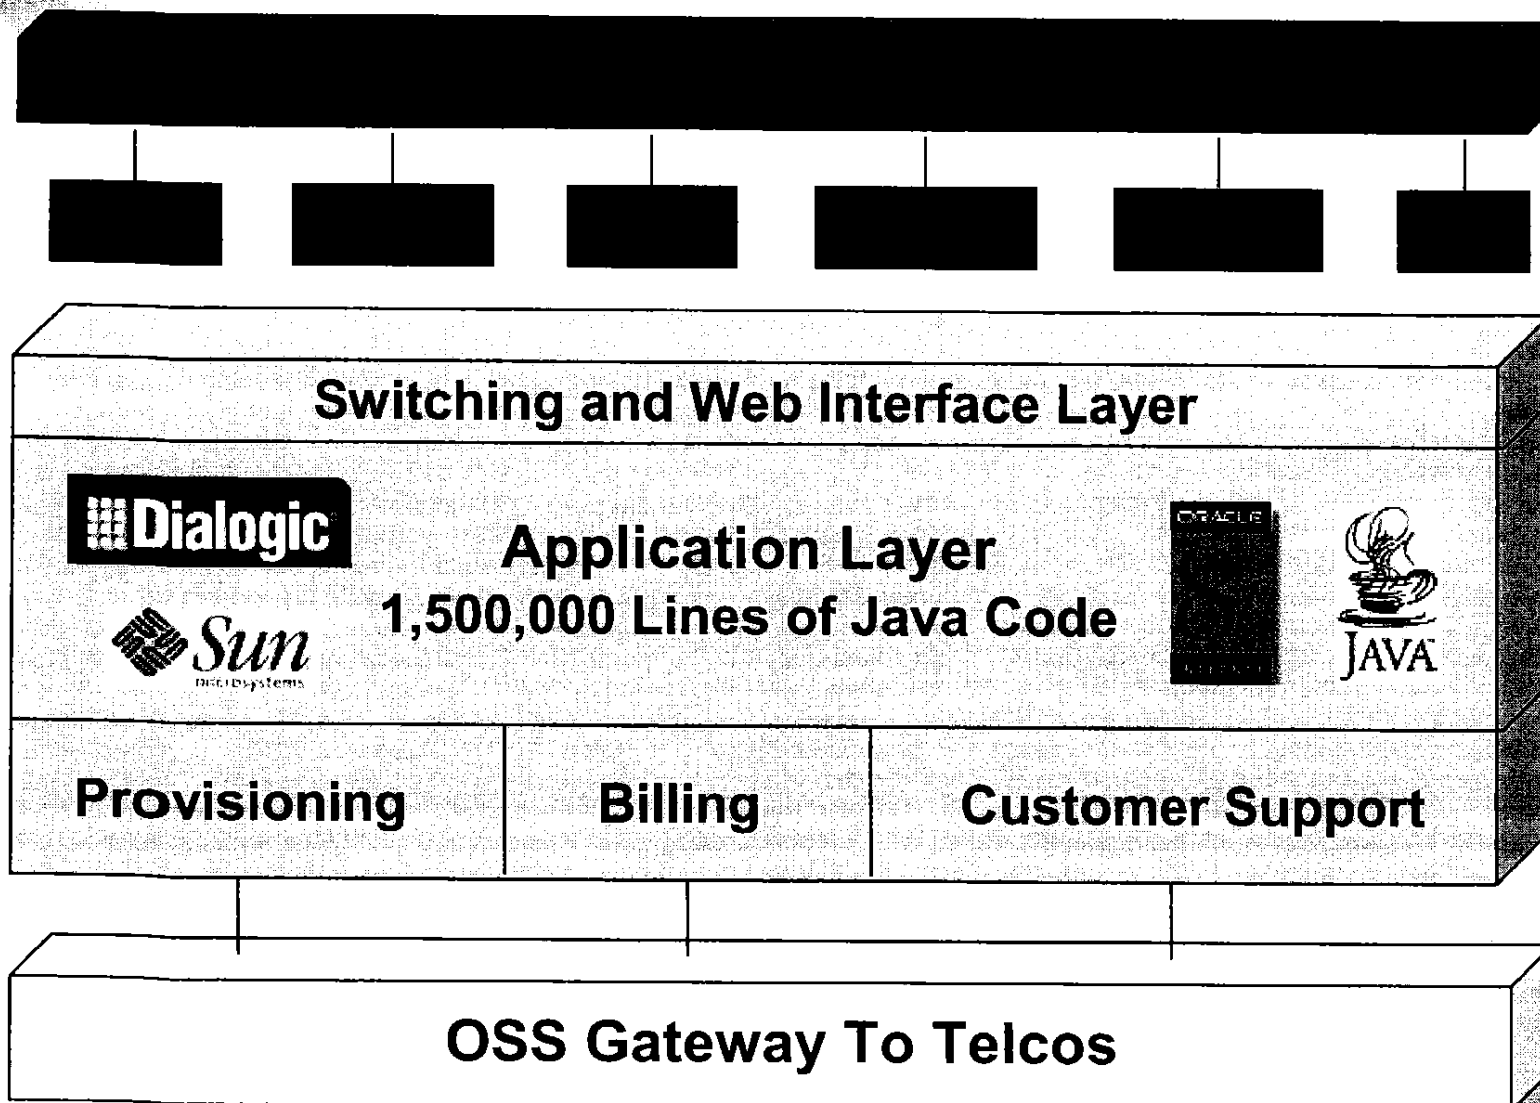 Switching and Web Interface Layer
Dialogic
Application Layer
ORACLE
1,500,000 Lines of Java Code
Sun
microsystems
JAVA
Provisioning
Billing
Customer Support
OSS Gateway To Telcos